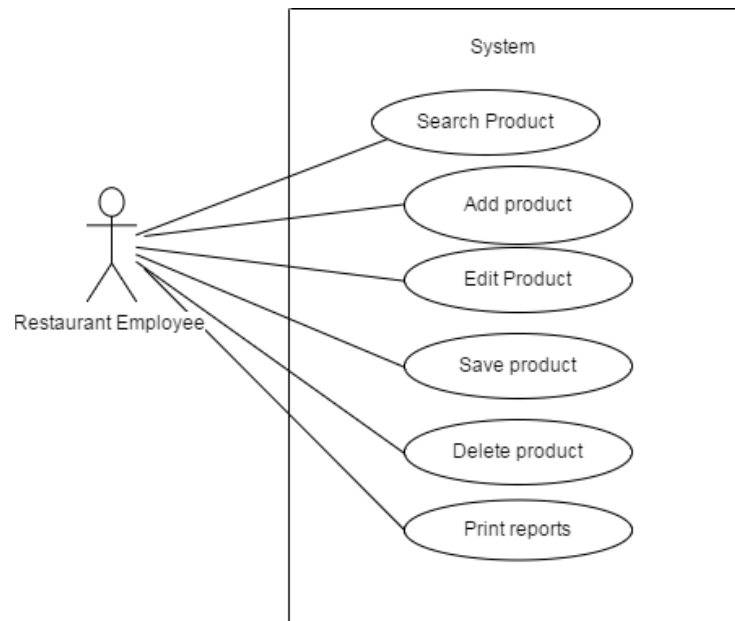 System
Search Product
Add product
Edit Product
Restaurant Employee
Save product
Delete product
Print reports